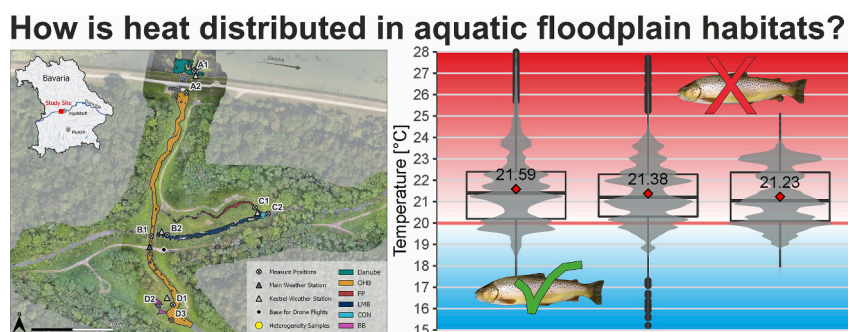 How is heat distributed in aquatic floodplain habitats?
Bavaria
Study Site
Danube
Ingolstadt
Munich
Danube
A1
A2
B1
B2
C1
C2
D1
D2
D3
N
Measure Positions
Main Weather Station
Kestrel Weather Station
Base for Drone Flights
Heterogeneity Samples
Danube
OHB
FP
LMB
CON
BB
Temperature [°C]
28
27
26
25
24
23
22
21
20
19
18
17
16
15
21.59
21.38
21.23